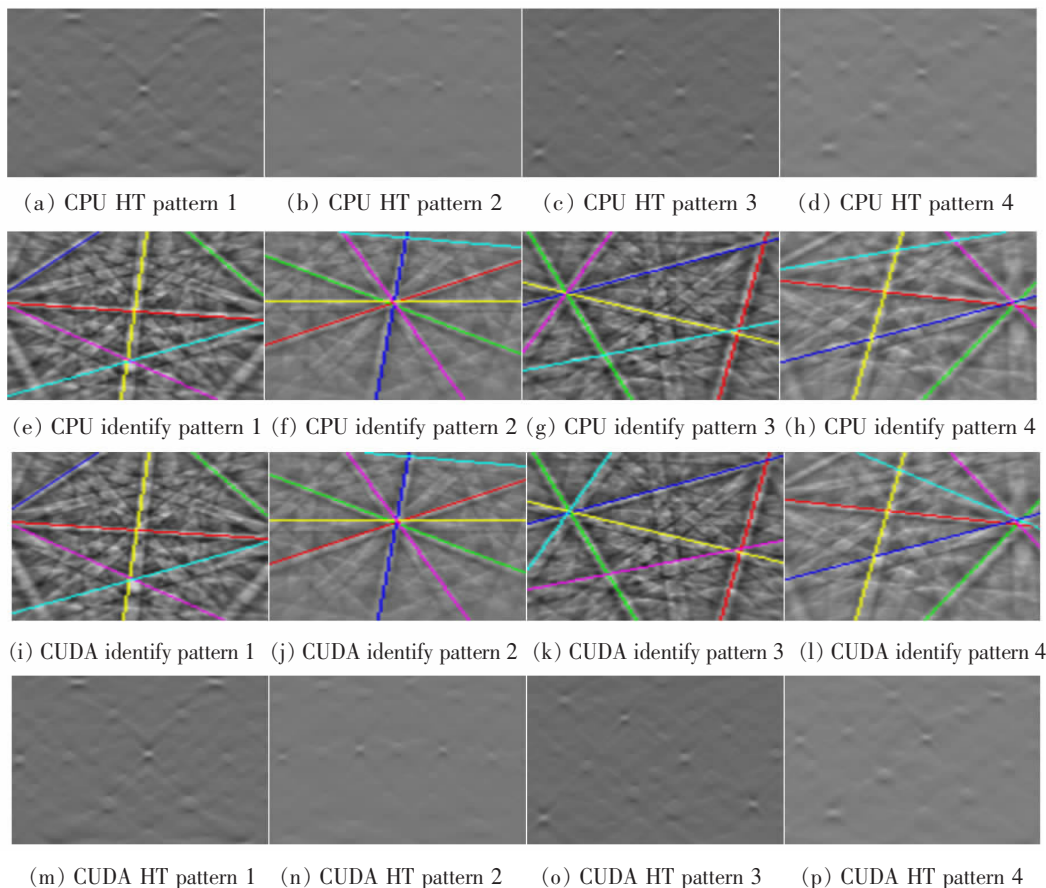 (a) CPU HT pattern 1 (b) CPU HT pattern 2 (c) CPU HT pattern 3 (d) CPU HT pattern 4
(e) CPU identify pattern 1 (f) CPU identify pattern 2 (g) CPU identify pattern 3 (h) CPU identify pattern 4
(i) CUDA identify pattern 1 (j) CUDA identify pattern 2 (k) CUDA identify pattern 3 (l) CUDA identify pattern 4
(m) CUDA HT pattern 1 (n) CUDA HT pattern 2 (o) CUDA HT pattern 3 (p) CUDA HT pattern 4